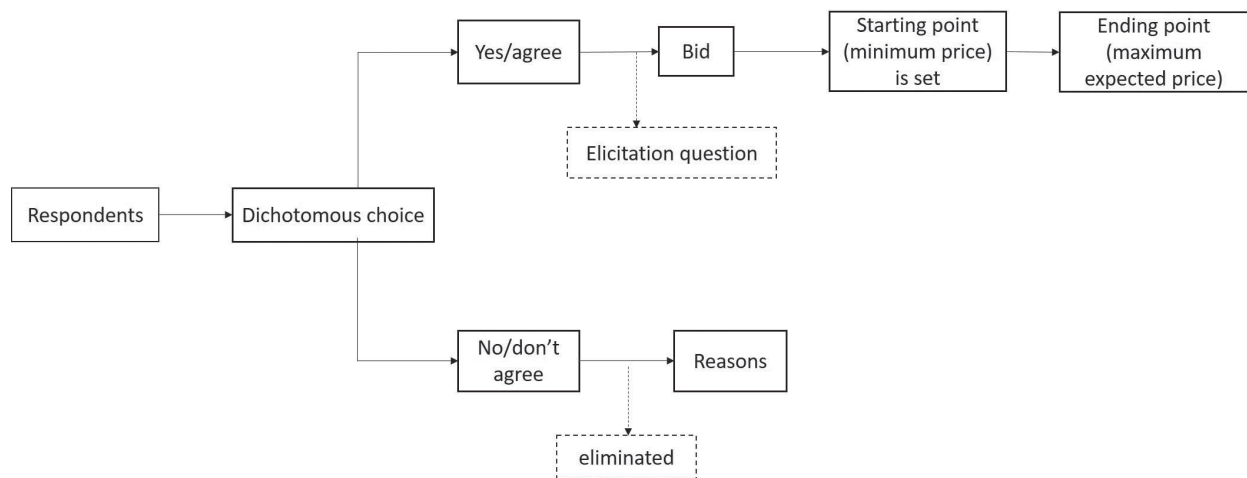 Yes/agree
Bid
Starting point
(minimum price)
is set
Ending point
(maximum
expected price)
Elicitation question
Respondents
Dichotomous choice
No/don’t
agree
Reasons
eliminated